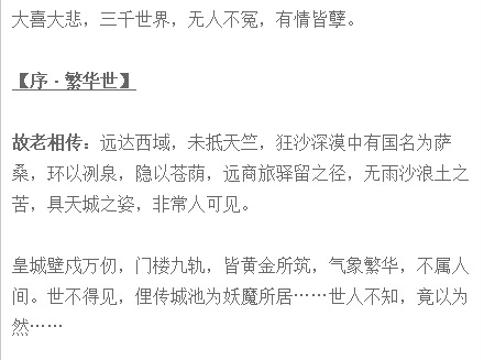 大喜大悲，三千世界，无人不冤，有情皆孽。
【序·繁华世】
故老相传：远达西域，未抵天竺，狂沙深漠中有国名为萨
桑，环以冽泉，隐以苍荫，远商旅驿留之径，无雨沙浪土之
苦，具天城之姿，非常人可见。
皇城壁戍万仞，门楼九轨，皆黄金所筑，气象繁华，不属人
间。世不得见，俚传城池为妖魔所居……世人不知，竟以为
然……